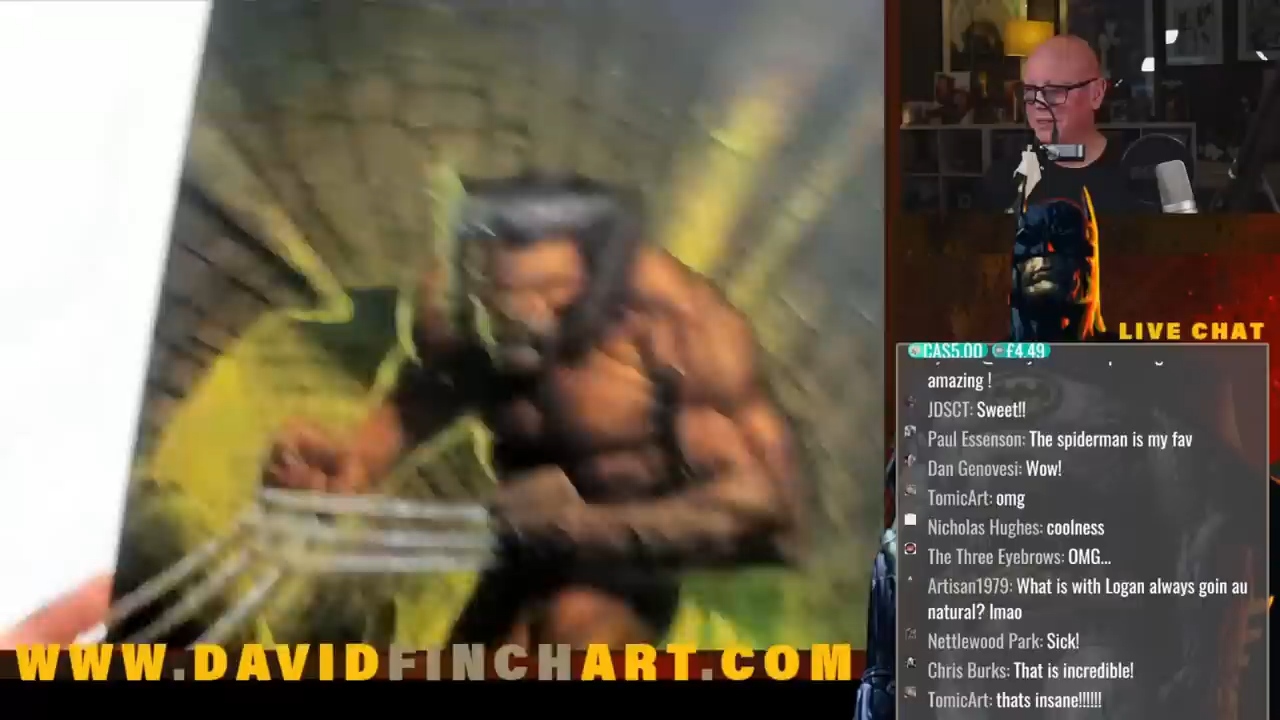 LIVE CHAT
CA$5.00 £4.49
amazing !
JDSCT: Sweet!!
Paul Essenson: The spiderman is my fav
Dan Genovesi: Wow!
TomicArt: omg
Nicholas Hughes: coolness
The Three Eyebrows: OMG...
Artisan1979: What is with Logan always goin au
natural? lmao
Nettlewood Park: Sick!
Chris Burks: That is incredible!
TomicArt: thats insane!!!!!!
WWW.DAVIDFINCHART.COM